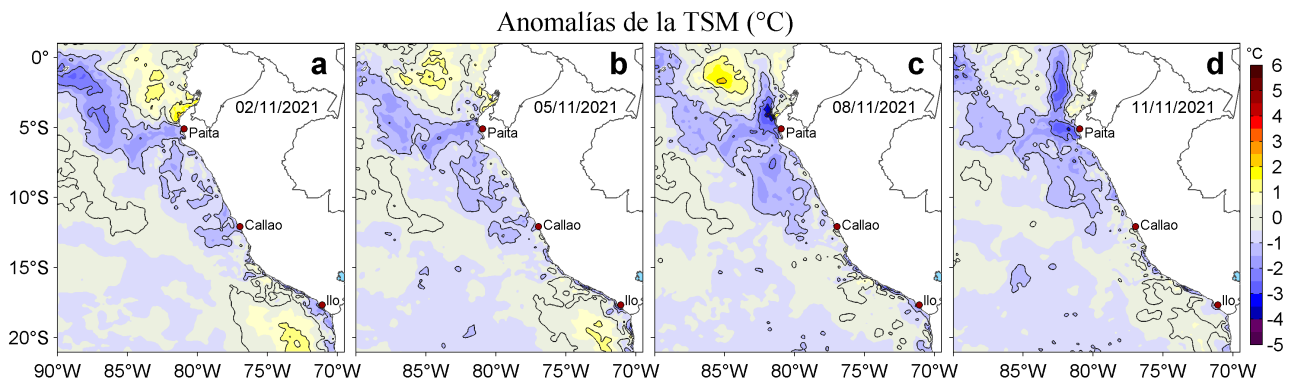 Anomalías de la TSM (°C)
a
b
c
d
02/11/2021
05/11/2021
08/11/2021
11/11/2021
0°
5°S
10°S
15°S
20°S
Paita
Callao
Ilo
Paita
Callao
Ilo
Paita
Callao
Ilo
Paita
Callao
Ilo
90°W 85°W 80°W 75°W 70°W
85°W 80°W 75°W 70°W
85°W 80°W 75°W 70°W
85°W 80°W 75°W 70°W
°C
6
5
4
3
2
1
0
-1
-2
-3
-4
-5